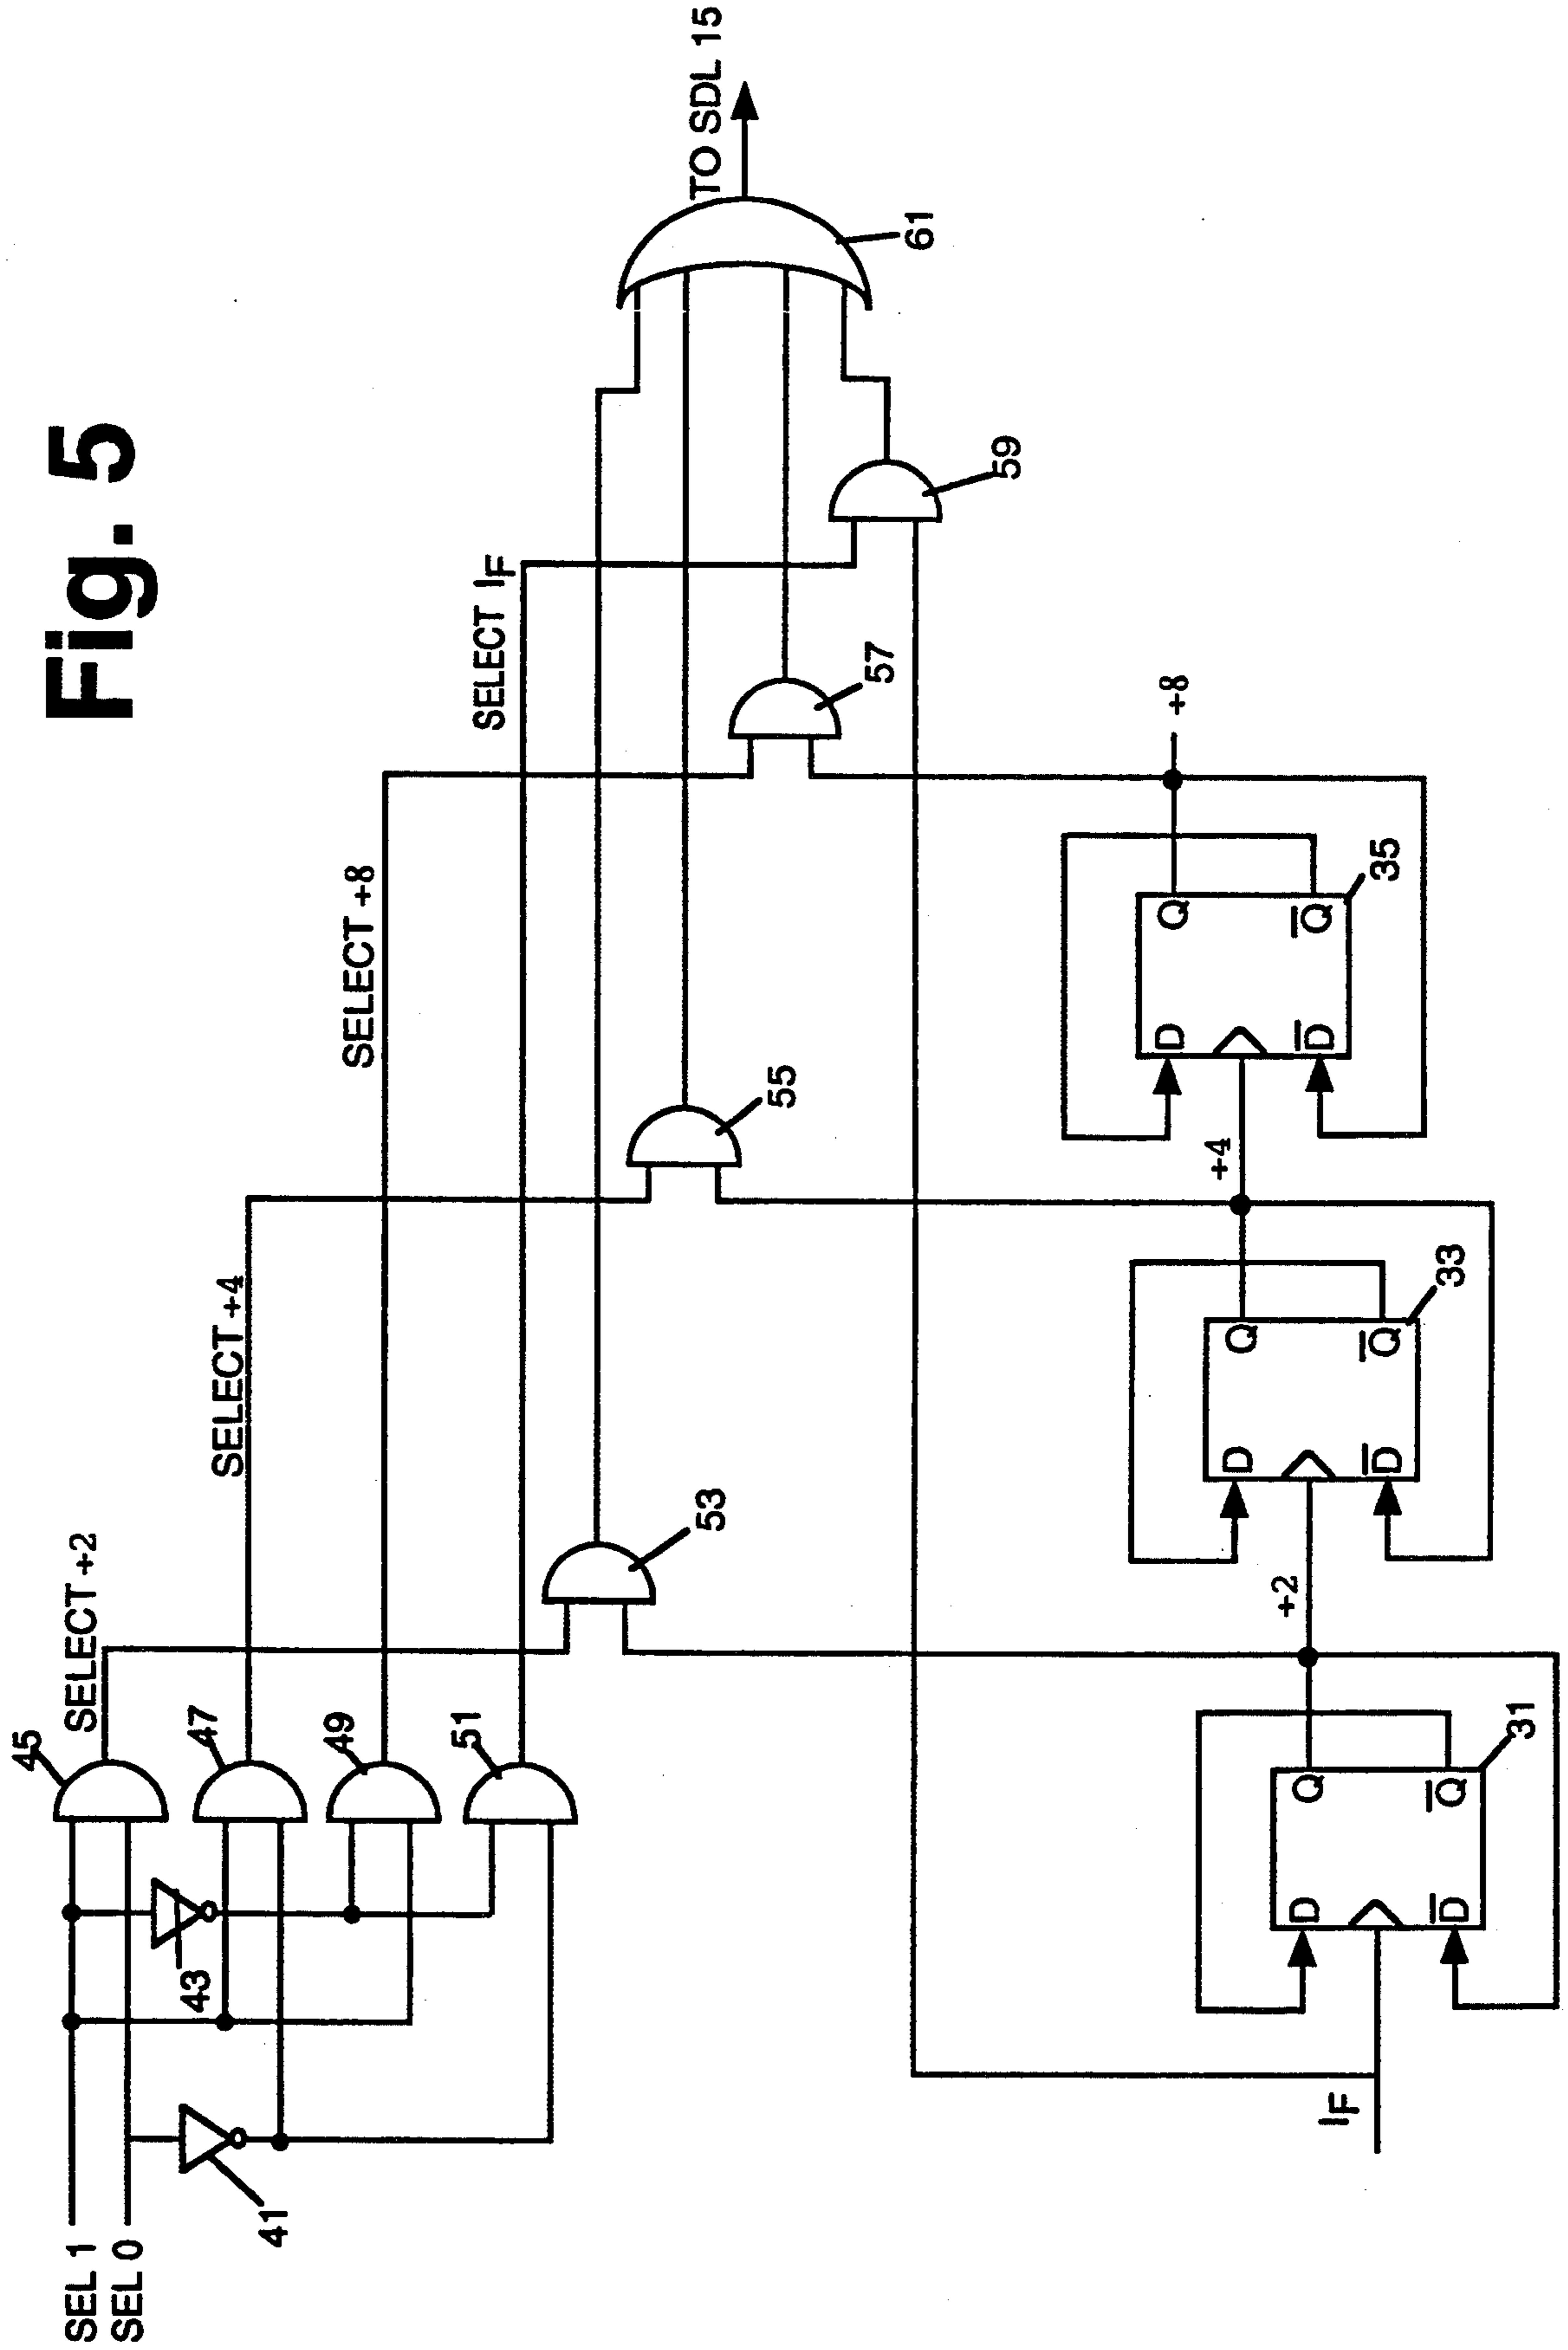 Fig. 5
SEL 1
SEL 0
41
43
45
47
49
51
SELECT +2
SELECT +4
SELECT +8
SELECT IF
53
55
57
59
61
TO SDL 15
IF
D
D
Q
Q
31
+2
D
D
Q
Q
33
+4
D
D
Q
Q
35
+8